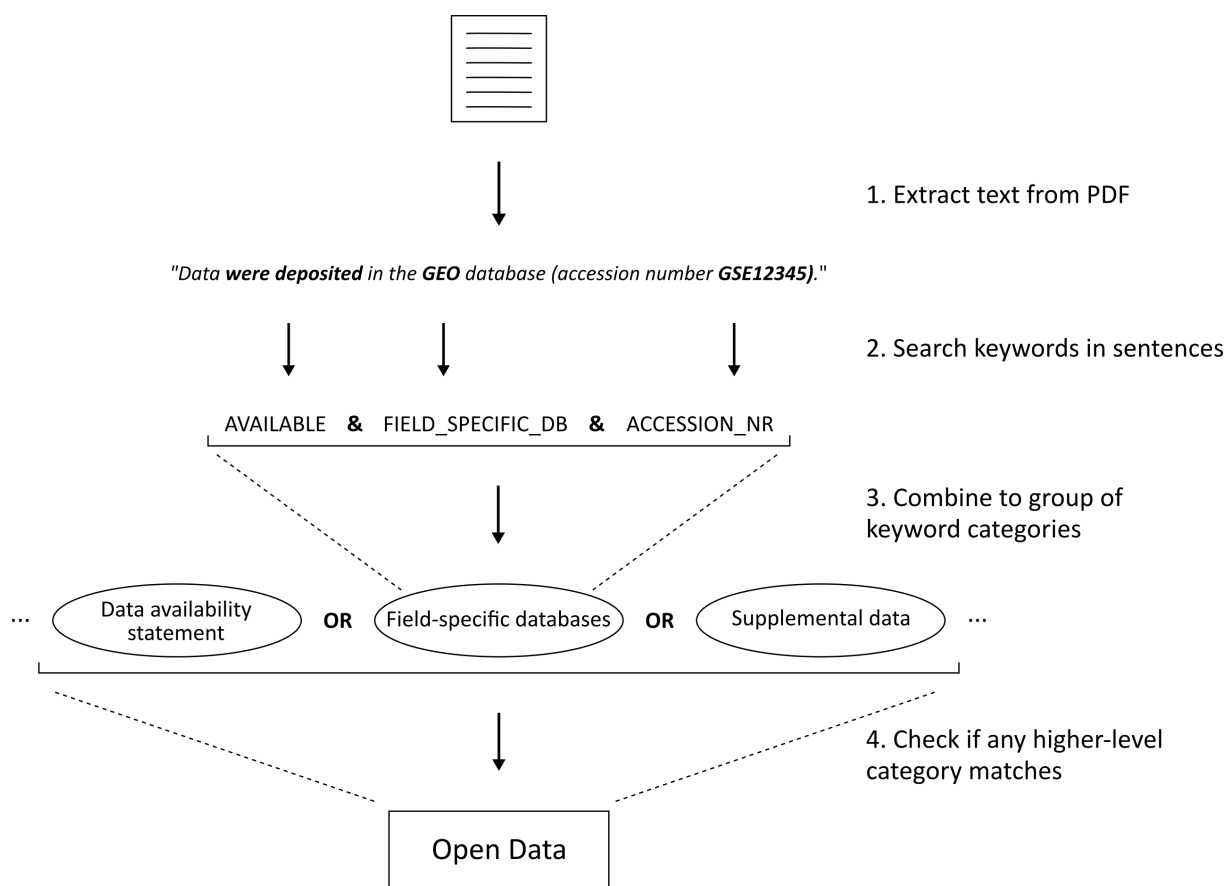 1. Extract text from PDF
"Data were deposited in the GEO database (accession number GSE12345)."
2. Search keywords in sentences
AVAILABLE & FIELD_SPECIFIC_DB & ACCESSION_NR
3. Combine to group of
keyword categories
... Data availability
statement
OR
Field-specific databases
OR
Supplemental data ...
4. Check if any higher-level
category matches
Open Data